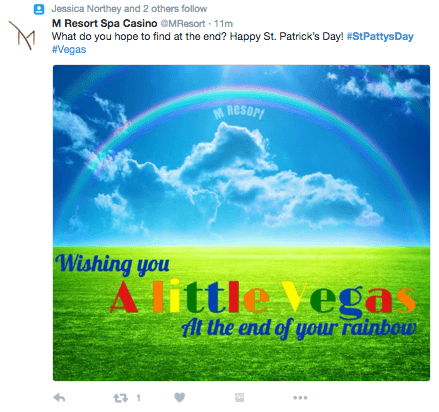 Jessica Northey and 2 others follow
M Resort Spa Casino @MResort · 11m
What do you hope to find at the end? Happy St. Patrick's Day! #StPattysDay
#Vegas
M Resort
Wishing you
A little Vegas
At the end of your rainbow
1